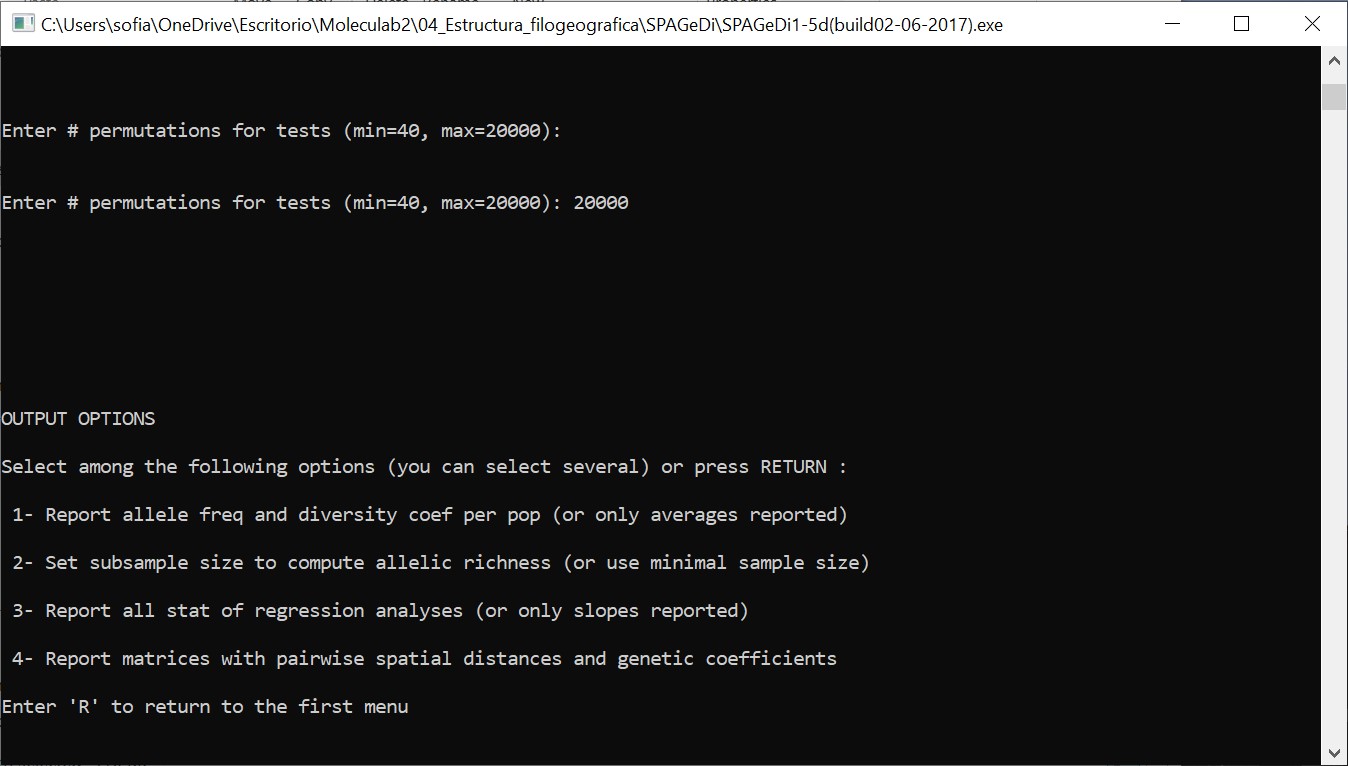 C:\Users\sofia\OneDrive\Escritorio\Moleculab2\04_Estructura_filogeografica\SPAGeDi\SPAGeDi1-5d(build02-06-2017).exe
Enter # permutations for tests (min=40, max=20000):
Enter # permutations for tests (min=40, max=20000): 20000
OUTPUT OPTIONS
Select among the following options (you can select several) or press RETURN :
1- Report allele freq and diversity coef per pop (or only averages reported)
2- Set subsample size to compute allelic richness (or use minimal sample size)
3- Report all stat of regression analyses (or only slopes reported)
4- Report matrices with pairwise spatial distances and genetic coefficients
Enter 'R' to return to the first menu